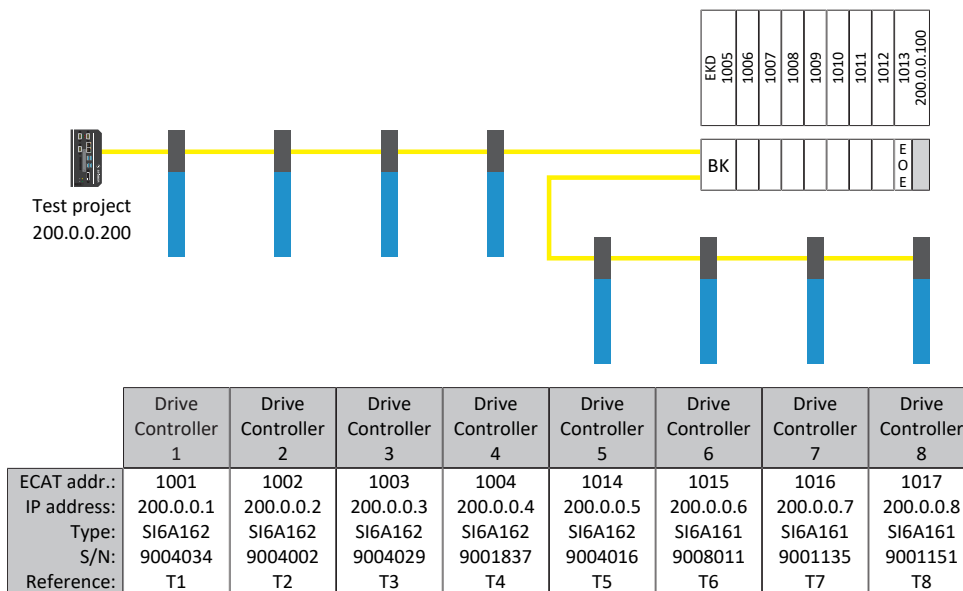 EKD
1005
1006
1007
1008
1009
1010
1011
1012
1013
200.0.0.100
BK
E
O
E
Test project
200.0.0.200
Drive Drive Drive Drive Drive Drive Drive Drive
Controller Controller Controller Controller Controller Controller Controller Controller
1 2 3 4 5 6 7 8
ECAT addr.: 1001 1002 1003 1004 1014 1015 1016 1017
IP address: 200.0.0.1 200.0.0.2 200.0.0.3 200.0.0.4 200.0.0.5 200.0.0.6 200.0.0.7 200.0.0.8
Type: SI6A162 SI6A162 SI6A162 SI6A162 SI6A162 SI6A161 SI6A161 SI6A161
S/N: 9004034 9004002 9004029 9001837 9004016 9008011 9001135 9001151
Reference: T1 T2 T3 T4 T5 T6 T7 T8